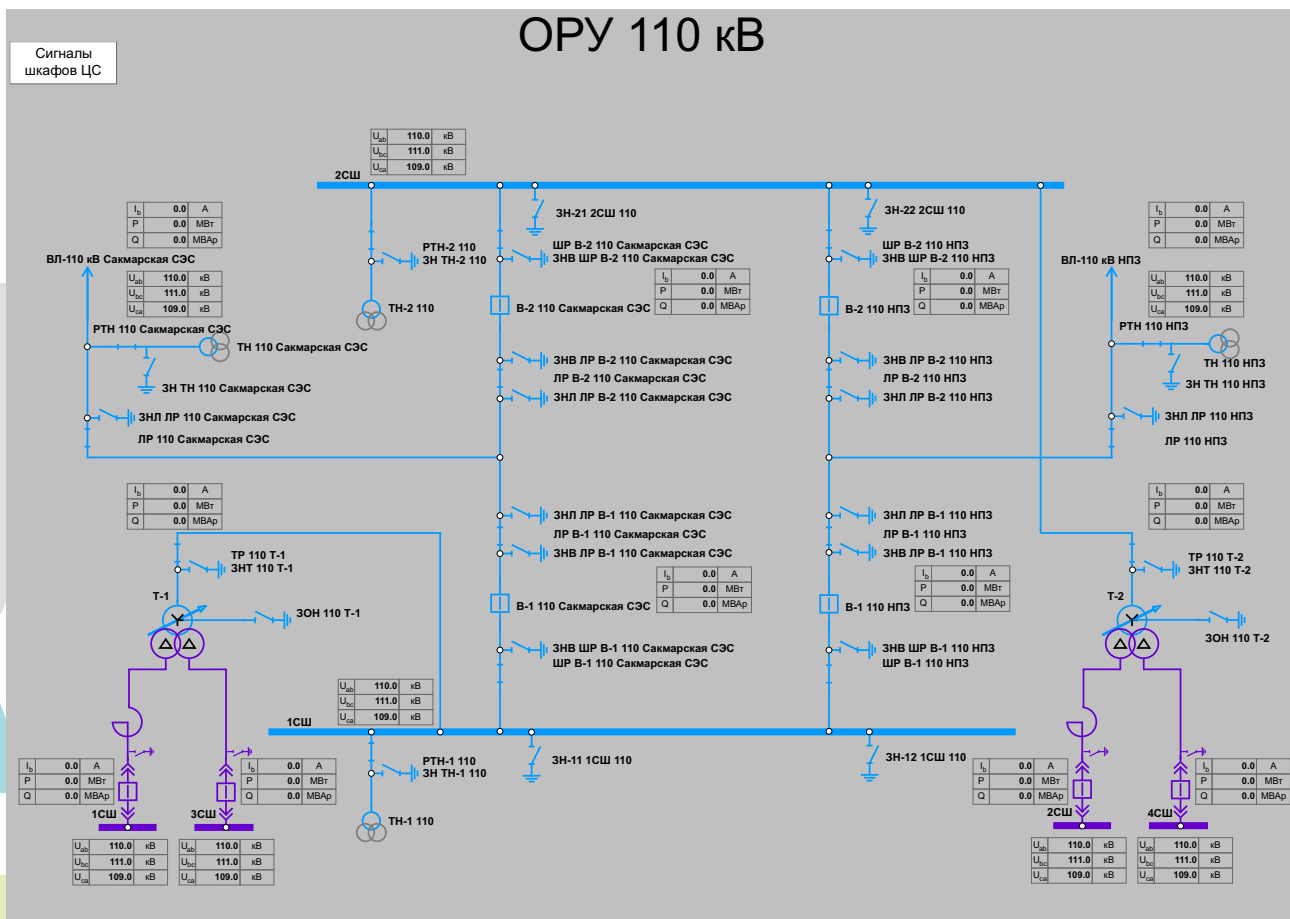 ОРУ 110 кВ
Сигналы
шкафов ЦС
Uab 110.0 кВ
Ubc 111.0 кВ
Uca 109.0 кВ
2СШ
Ib 0.0 А
P 0.0 МВт
Q 0.0 МВАр
ВЛ-110 кВ Сакмарская СЭС
Uab 110.0 кВ
Ubc 111.0 кВ
Uca 109.0 кВ
РТН 110 Сакмарская СЭС
ТН 110 Сакмарская СЭС
ЗН ТН 110 Сакмарская СЭС
ЗНЛ ЛР 110 Сакмарская СЭС
ЛР 110 Сакмарская СЭС
РТН-2 110
ЗН ТН-2 110
ТН-2 110
ЗН-21 2СШ 110
ШР В-2 110 Сакмарская СЭС
ЗНВ ШР В-2 110 Сакмарская СЭС
Ib 0.0 А
P 0.0 МВт
Q 0.0 МВАр
В-2 110 Сакмарская СЭС
ЗНВ ЛР В-2 110 Сакмарская СЭС
ЛР В-2 110 Сакмарская СЭС
ЗНЛ ЛР В-2 110 Сакмарская СЭС
ЗН-22 2СШ 110
ШР В-2 110 НПЗ
ЗНВ ШР В-2 110 НПЗ
Ib 0.0 А
P 0.0 МВт
Q 0.0 МВАр
В-2 110 НПЗ
ЗНВ ЛР В-2 110 НПЗ
ЛР В-2 110 НПЗ
ЗНЛ ЛР В-2 110 НПЗ
Ib 0.0 А
P 0.0 МВт
Q 0.0 МВАр
ВЛ-110 кВ НПЗ
Uab 110.0 кВ
Ubc 111.0 кВ
Uca 109.0 кВ
РТН 110 НПЗ
ТН 110 НПЗ
ЗН ТН 110 НПЗ
ЗНЛ ЛР 110 НПЗ
ЛР 110 НПЗ
Ib 0.0 А
P 0.0 МВт
Q 0.0 МВАр
ТР 110 Т-1
ЗНТ 110 Т-1
Т-1
ЗОН 110 Т-1
ЗНЛ ЛР В-1 110 Сакмарская СЭС
ЛР В-1 110 Сакмарская СЭС
ЗНВ ЛР В-1 110 Сакмарская СЭС
Ib 0.0 А
P 0.0 МВт
Q 0.0 МВАр
В-1 110 Сакмарская СЭС
ЗНВ ШР В-1 110 Сакмарская СЭС
ШР В-1 110 Сакмарская СЭС
ЗНЛ ЛР В-1 110 НПЗ
ЛР В-1 110 НПЗ
ЗНВ ЛР В-1 110 НПЗ
Ib 0.0 А
P 0.0 МВт
Q 0.0 МВАр
В-1 110 НПЗ
ЗНВ ШР В-1 110 НПЗ
ШР В-1 110 НПЗ
Ib 0.0 А
P 0.0 МВт
Q 0.0 МВАр
ТР 110 Т-2
ЗНТ 110 Т-2
Т-2
ЗОН 110 Т-2
Uab 110.0 кВ
Ubc 111.0 кВ
Uca 109.0 кВ
1СШ
РТН-1 110
ЗН ТН-1 110
ТН-1 110
ЗН-11 1СШ 110
ЗН-12 1СШ 110
Ib 0.0 А
P 0.0 МВт
Q 0.0 МВАр
1СШ
Uab 110.0 кВ
Ubc 111.0 кВ
Uca 109.0 кВ
Ib 0.0 А
P 0.0 МВт
Q 0.0 МВАр
3СШ
Uab 110.0 кВ
Ubc 111.0 кВ
Uca 109.0 кВ
Ib 0.0 А
P 0.0 МВт
Q 0.0 МВАр
2СШ
Uab 110.0 кВ
Ubc 111.0 кВ
Uca 109.0 кВ
Ib 0.0 А
P 0.0 МВт
Q 0.0 МВАр
4СШ
Uab 110.0 кВ
Ubc 111.0 кВ
Uca 109.0 кВ